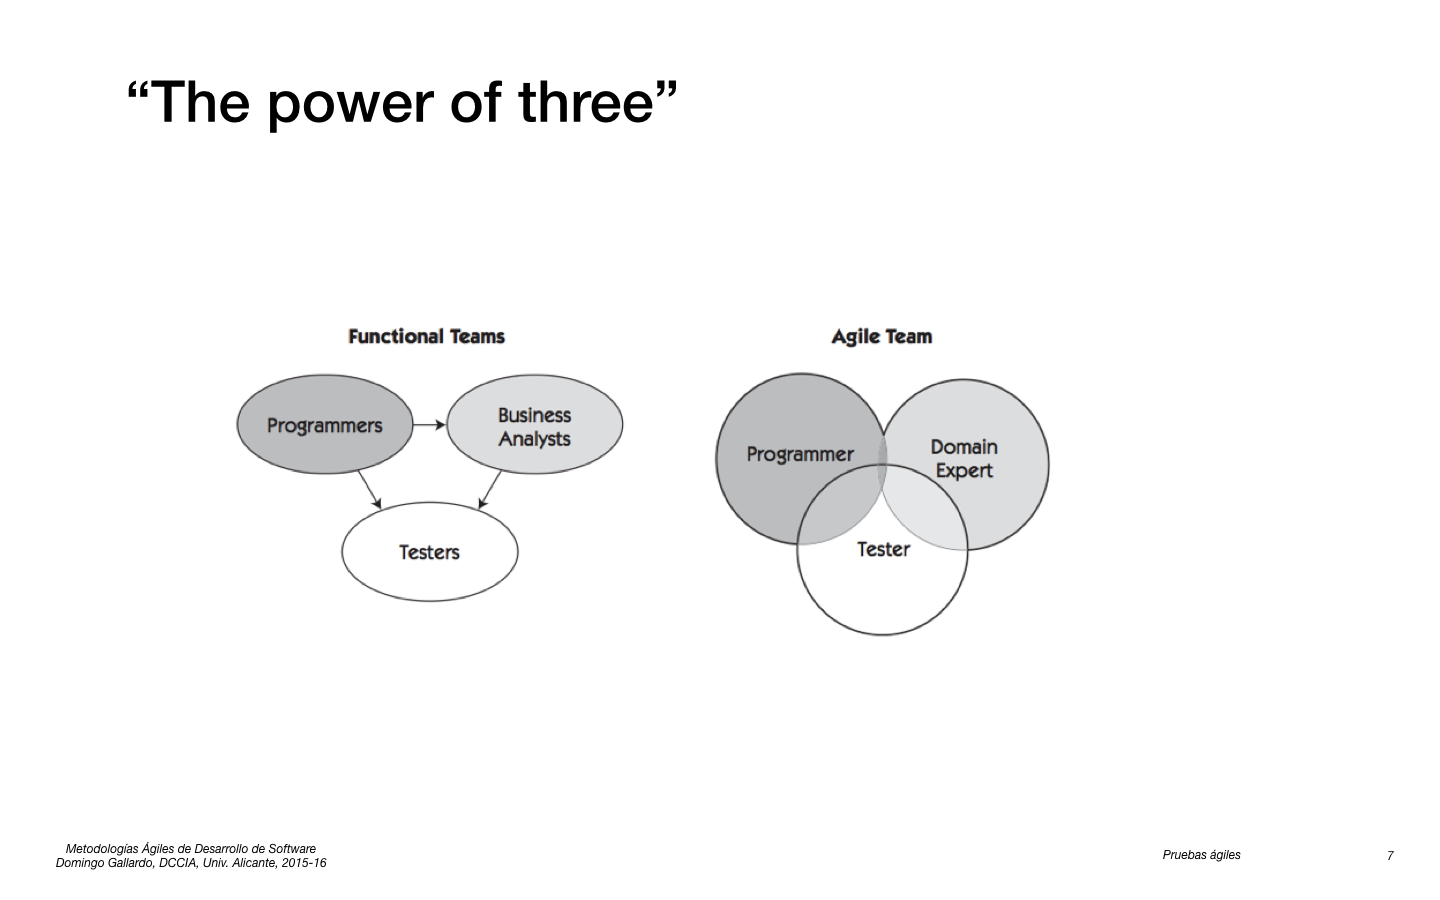 “The power of three”
Functional Teams
Programmers
Business
Analysts
Testers
Agile Team
Programmer
Domain
Expert
Tester
Metodologías Ágiles de Desarrollo de Software
Domingo Gallardo, DCCIA, Univ. Alicante, 2015-16
Pruebas ágiles
7